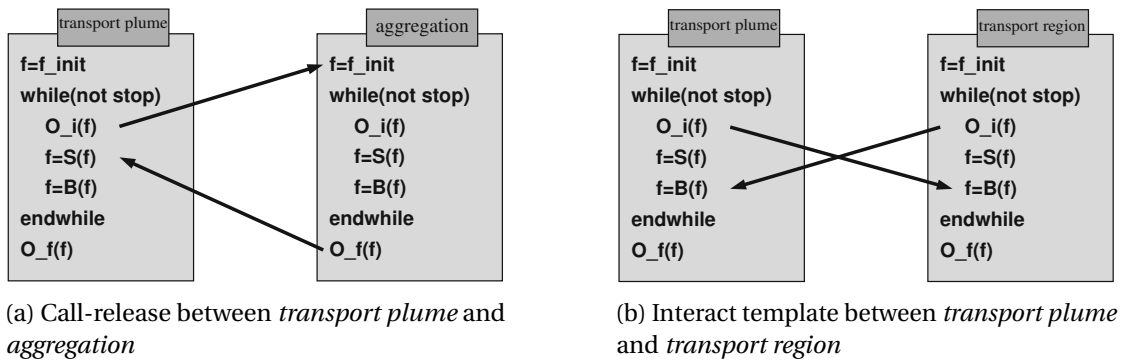 transport plume
f=f_init
while(not stop)
O_i(f)
f=S(f)
f=B(f)
endwhile
O_f(f)
aggregation
f=f_init
while(not stop)
O_i(f)
f=S(f)
f=B(f)
endwhile
O_f(f)
(a) Call-release between transport plume and
aggregation
transport plume
f=f_init
while(not stop)
O_i(f)
f=S(f)
f=B(f)
endwhile
O_f(f)
transport region
f=f_init
while(not stop)
O_i(f)
f=S(f)
f=B(f)
endwhile
O_f(f)
(b) Interact template between transport plume
and transport region